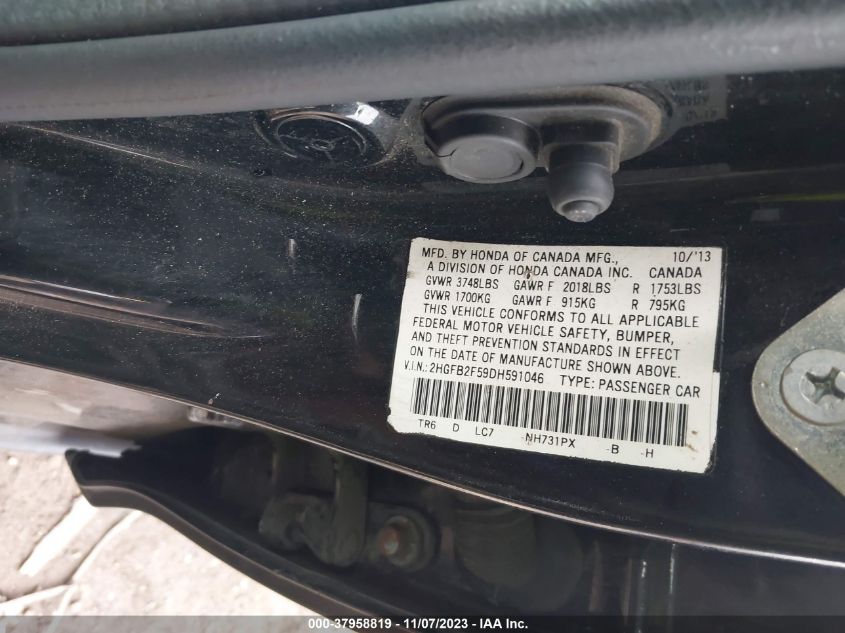 MFD. BY HONDA OF CANADA MFG., 10/'13
A DIVISION OF HONDA CANADA INC. CANADA
GVWR 3748LBS GAWR F 2018LBS R 1753LBS
GVWR 1700KG GAWR F 915KG R 795KG
THIS VEHICLE CONFORMS TO ALL APPLICABLE
FEDERAL MOTOR VEHICLE SAFETY, BUMPER,
AND THEFT PREVENTION STANDARDS IN EFFECT
ON THE DATE OF MANUFACTURE SHOWN ABOVE.
V.I.N.:2HGFB2F59DH591046 TYPE: PASSENGER CAR
TR6 D LC7 -NH731PX -B -H
000-37958819 - 11/07/2023 - COPYRIGHT © IAA, LLC.